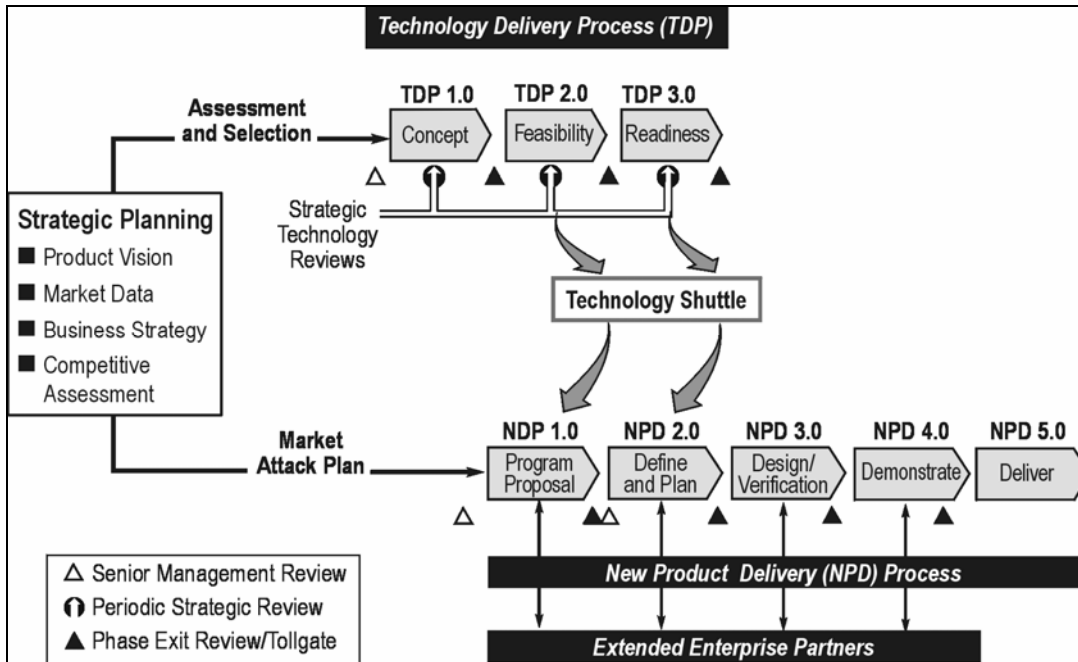 Technology Delivery Process (TDP)
TDP 1.0
TDP 2.0
TDP 3.0
Assessment
and Selection
Concept
Feasibility
Readiness
Strategic
Technology
Reviews
Strategic Planning
Product Vision
Market Data
Business Strategy
Competitive
Assessment
Technology Shuttle
Market
Attack Plan
NDP 1.0
NPD 2.0
NPD 3.0
NPD 4.0
NPD 5.0
Program
Proposal
Define
and Plan
Design/
Verification
Demonstrate
Deliver
Senior Management Review
Periodic Strategic Review
Phase Exit Review/Tollgate
New Product Delivery (NPD) Process
Extended Enterprise Partners